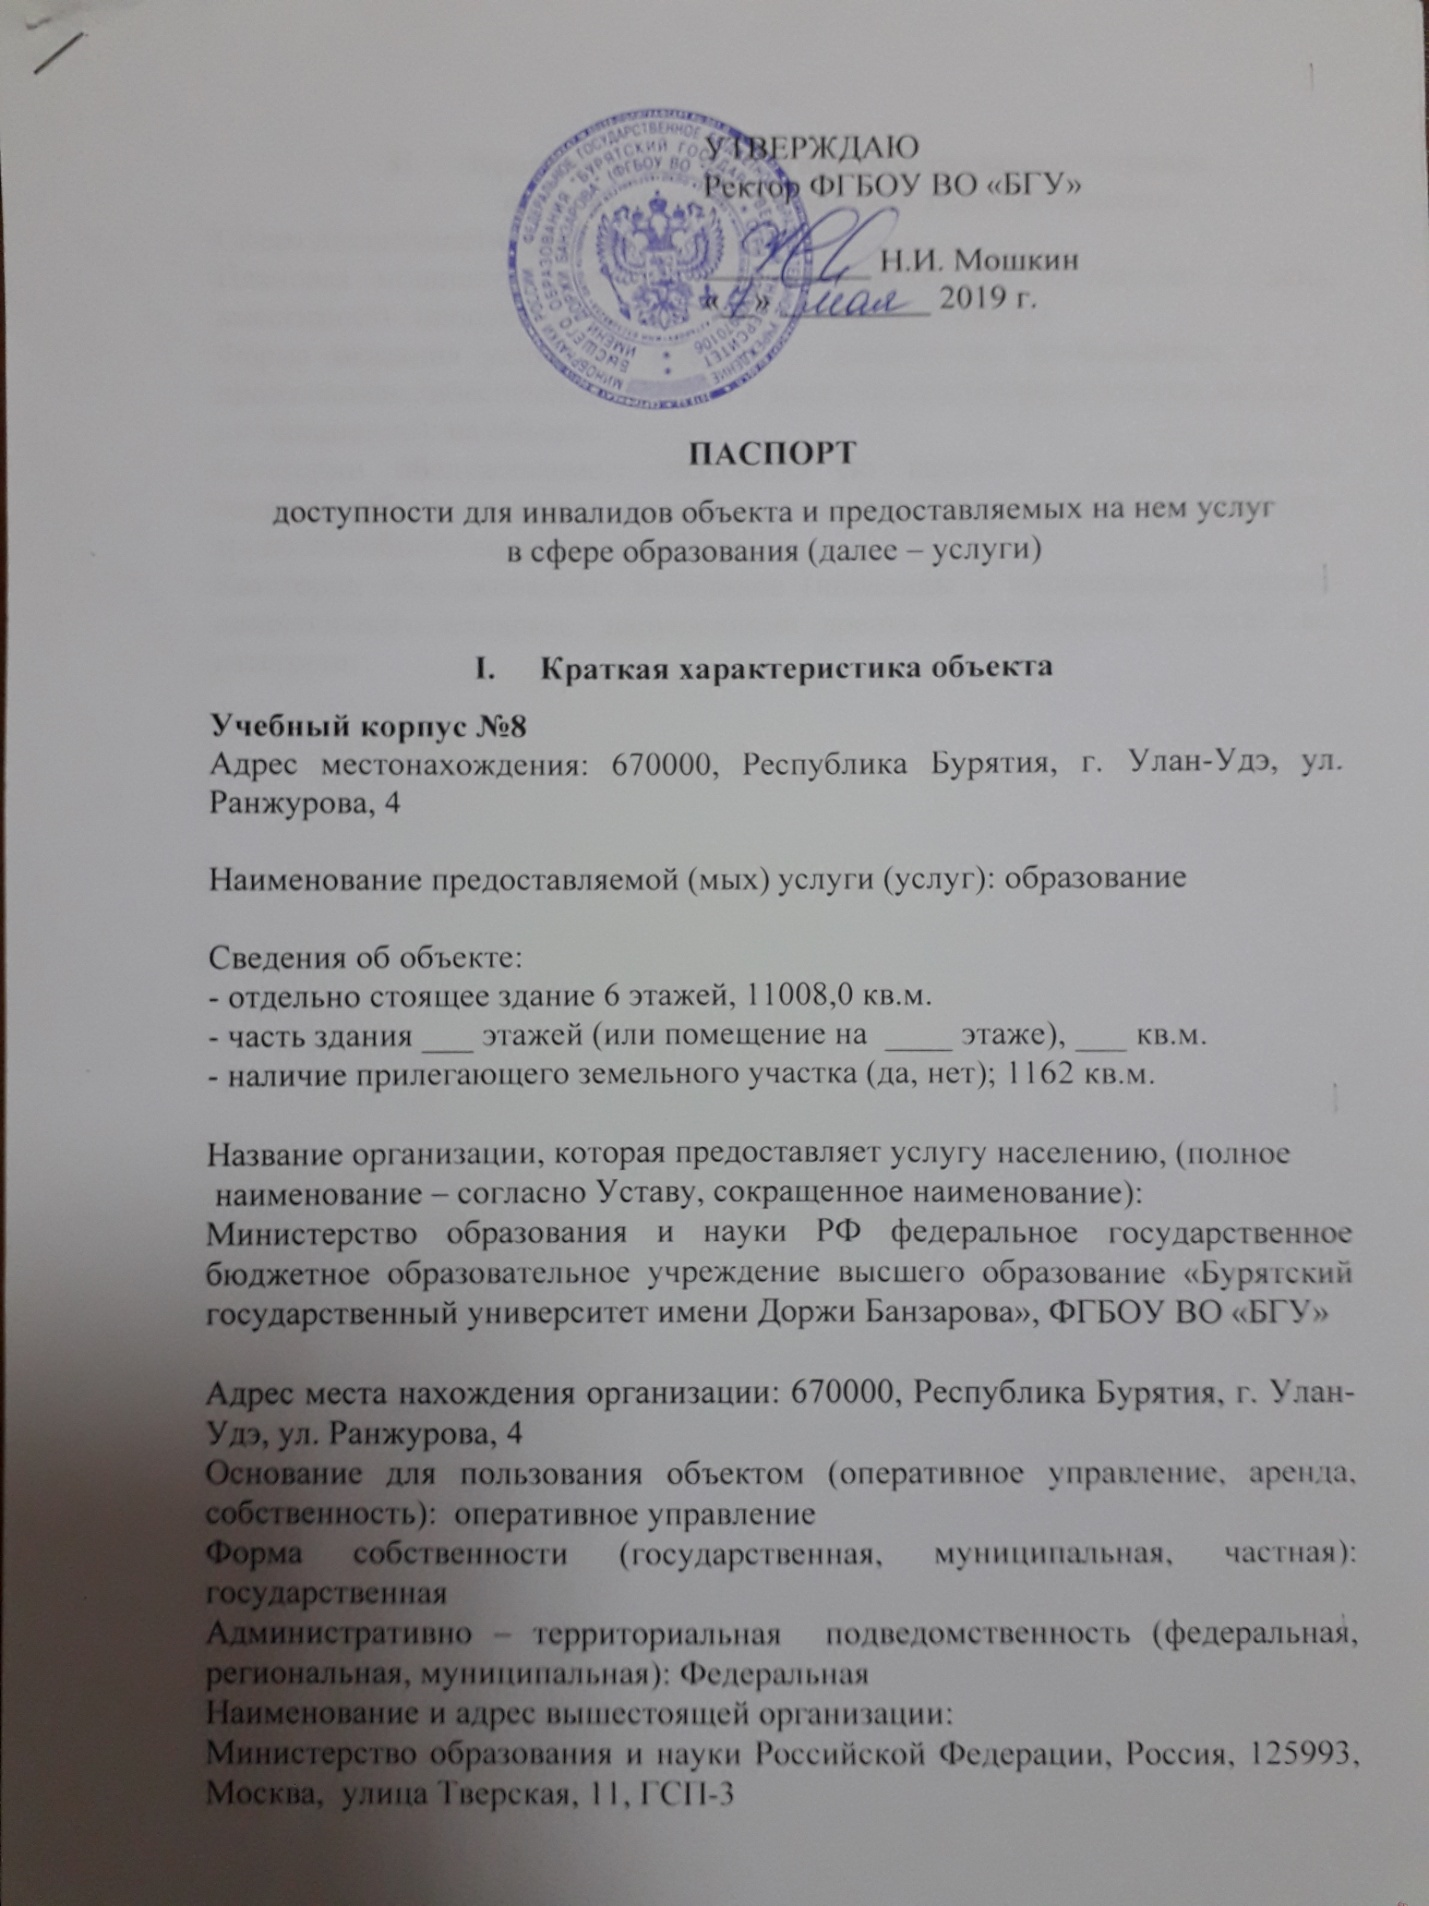 УТВЕРЖДАЮ
Ректор ФГБОУ ВО «БГУ»
__________ Н.И. Мошкин
«7» мая 2019 г.
ПАСПОРТ
доступности для инвалидов объекта и предоставляемых на нем услуг
в сфере образования (далее – услуги)
I. Краткая характеристика объекта
Учебный корпус №8
Адрес местонахождения: 670000, Республика Бурятия, г. Улан-Удэ, ул.
Ранжурова, 4
Наименование предоставляемой (мых) услуги (услуг): образование
Сведения об объекте:
- отдельно стоящее здание 6 этажей, 11008,0 кв.м.
- часть здания ___ этажей (или помещение на ____ этаже), ___ кв.м.
- наличие прилегающего земельного участка (да, нет); 1162 кв.м.
Название организации, которая предоставляет услугу населению, (полное
наименование – согласно Уставу, сокращенное наименование):
Министерство образования и науки РФ федеральное государственное
бюджетное образовательное учреждение высшего образование «Бурятский
государственный университет имени Доржи Банзарова», ФГБОУ ВО «БГУ»
Адрес места нахождения организации: 670000, Республика Бурятия, г. Улан-
Удэ, ул. Ранжурова, 4
Основание для пользования объектом (оперативное управление, аренда,
собственность): оперативное управление
Форма собственности (государственная, муниципальная, частная):
государственная
Административно – территориальная подведомственность (федеральная,
региональная, муниципальная): Федеральная
Наименование и адрес вышестоящей организации:
Министерство образования и науки Российской Федерации, Россия, 125993,
Москва, улица Тверская, 11, ГСП-3